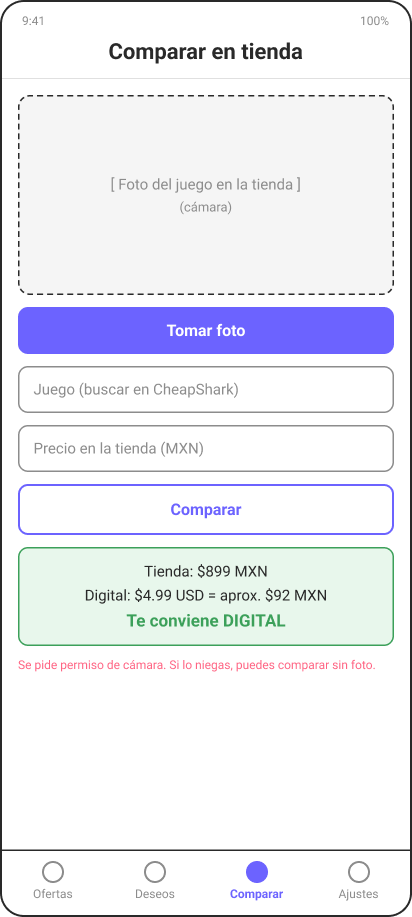 9:41
100%
Comparar en tienda
[ Foto del juego en la tienda ]
(cámara)
Tomar foto
Juego (buscar en CheapShark)
Precio en la tienda (MXN)
Comparar
Tienda: $899 MXN
Digital: $4.99 USD = aprox. $92 MXN
Te conviene DIGITAL
Se pide permiso de cámara. Si lo niegas, puedes comparar sin foto.
Ofertas
Deseos
Comparar
Ajustes